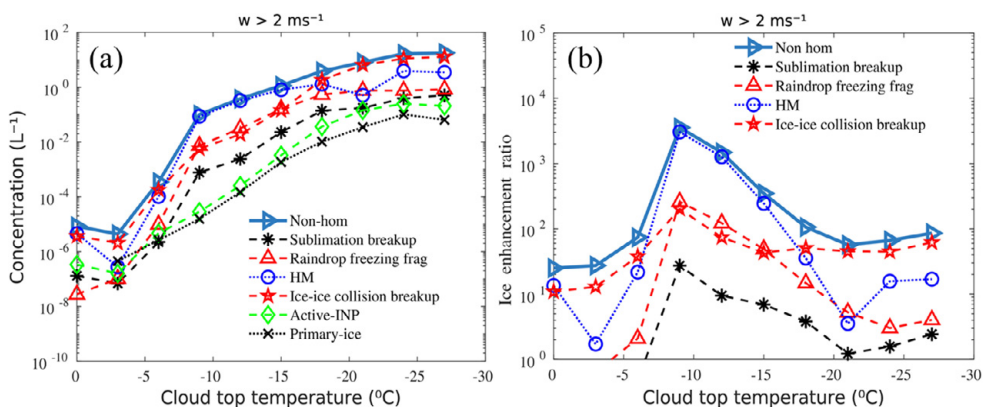 w > 2 ms⁻¹
(a)
Concentration (L⁻¹)
10²
10⁰
10⁻²
10⁻⁴
10⁻⁶
10⁻⁸
10⁻¹⁰
Non-hom
Sublimation breakup
Raindrop freezing frag
HM
Ice-ice collision breakup
Active-INP
Primary-ice
0 -5 -10 -15 -20 -25 -30
Cloud top temperature (⁰C)
w > 2 ms⁻¹
(b)
Ice enhancement ratio
10⁵
10⁴
10³
10²
10¹
10⁰
Non hom
Sublimation breakup
Raindrop freezing frag
HM
Ice-ice collision breakup
0 -5 -10 -15 -20 -25 -30
Cloud top temperature (⁰C)